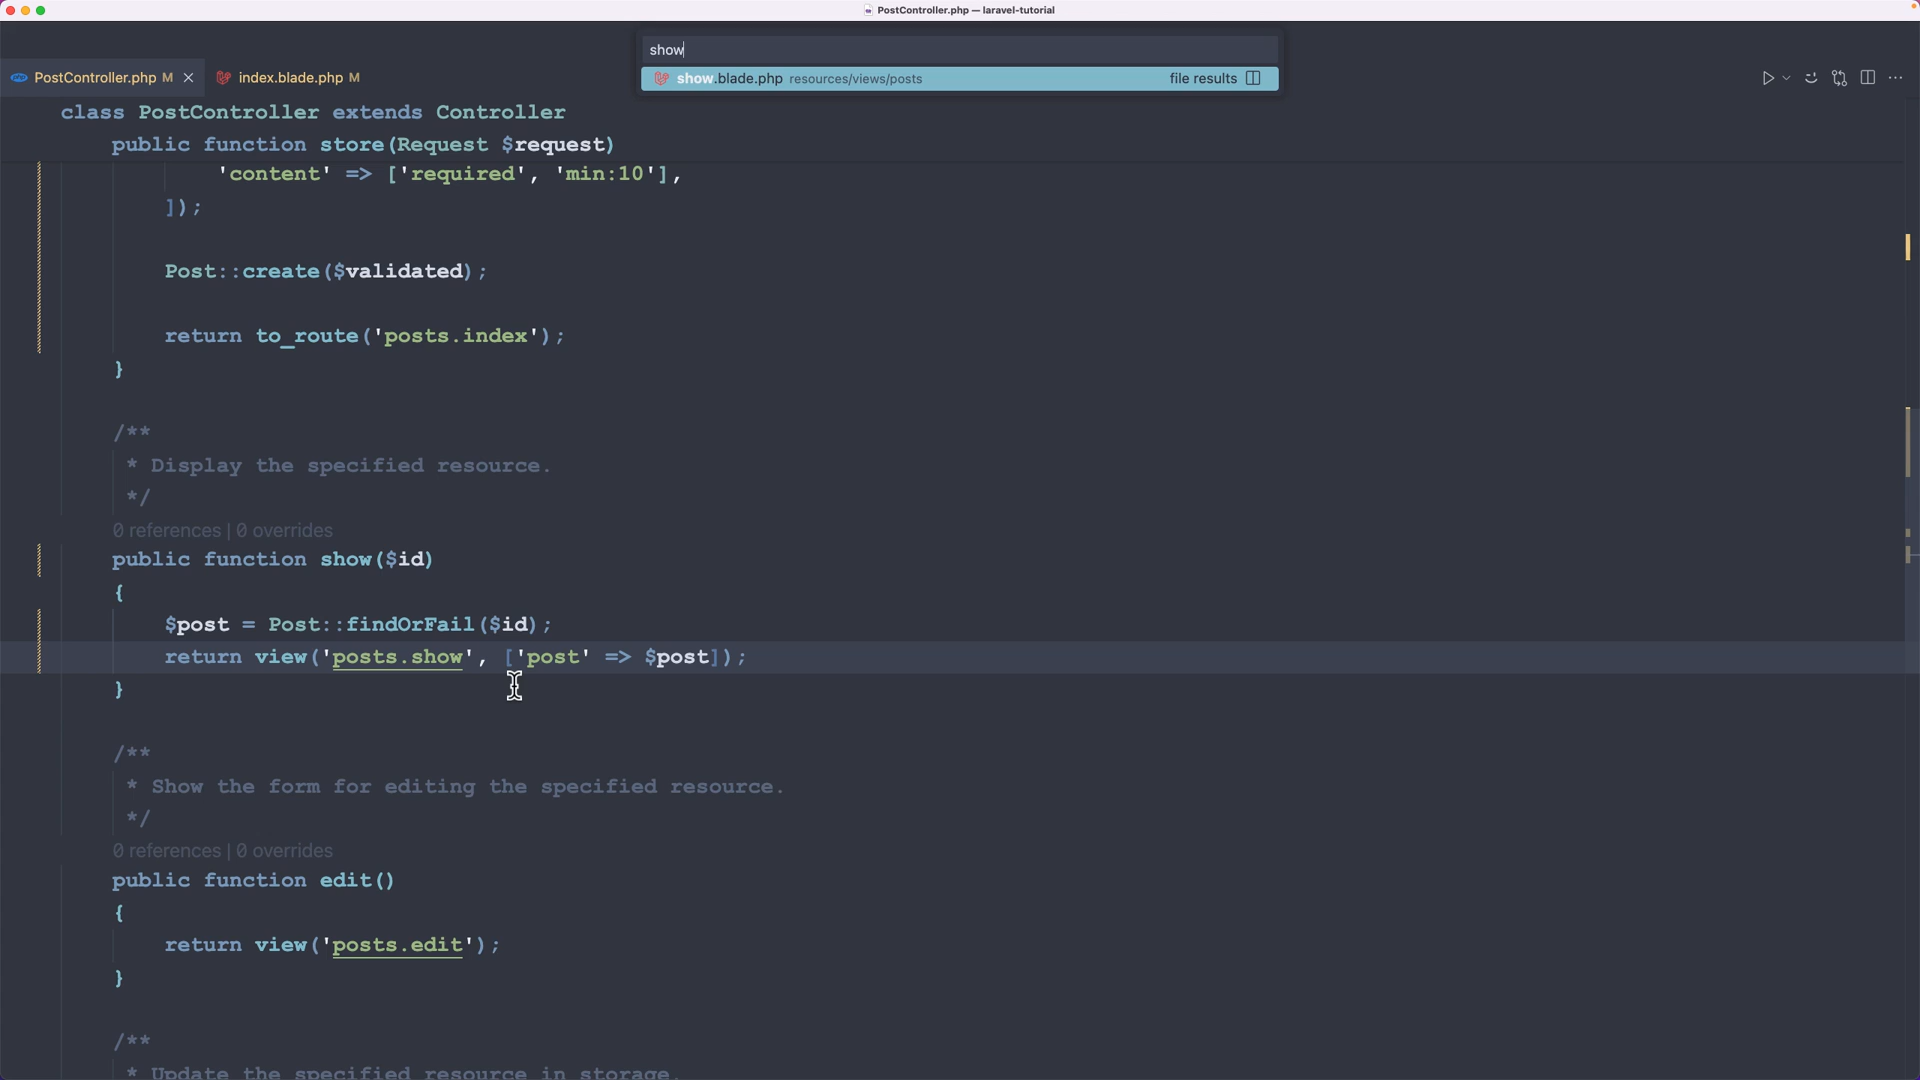 PostController.php — laravel-tutorial
show
show.blade.php resources/views/posts file results
PostController.php M
index.blade.php M
class PostController extends Controller
public function store(Request $request)
'content' => ['required', 'min:10'],
]);
Post::create($validated);
return to_route('posts.index');
}
/**
* Display the specified resource.
*/
0 references | 0 overrides
public function show($id)
{
$post = Post::findOrFail($id);
return view('posts.show', ['post' => $post]);
}
/**
* Show the form for editing the specified resource.
*/
0 references | 0 overrides
public function edit()
{
return view('posts.edit');
}
/**
* Update the specified resource in storage.